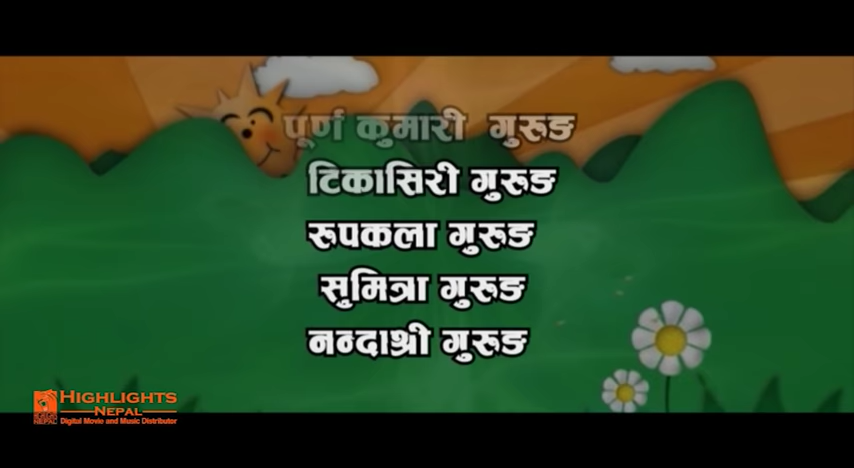 पूर्ण कुमारी गुरुङ
टिकासिरी गुरुङ
रुपकला गुरुङ
सुमित्रा गुरुङ
नन्दाश्री गुरुङ
HIGHLIGHTS
NEPAL
Digital Movie and Music Distributor